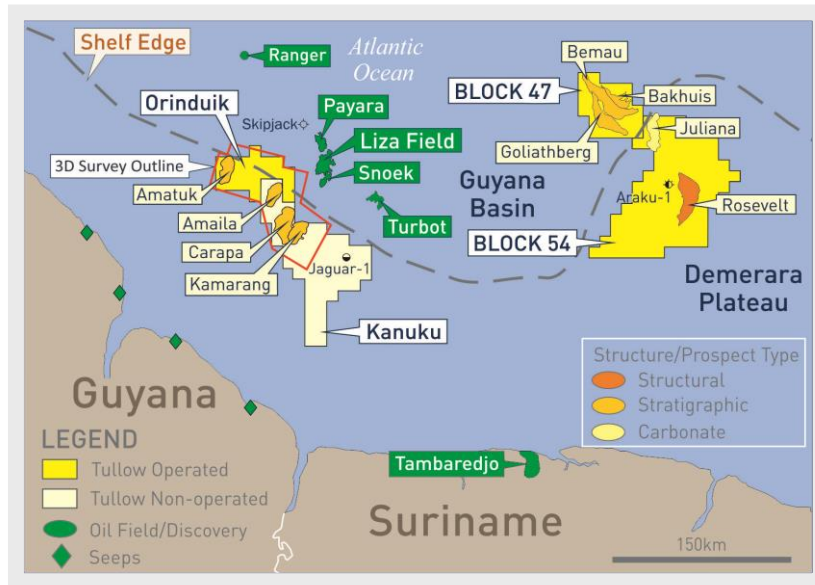 Shelf Edge
Ranger
Atlantic
Ocean
Bemau
BLOCK 47
Bakhuis
Orinduik
Payara
Skipjack
Juliana
Liza Field
Goliathberg
3D Survey Outline
Snoek
Amatuk
Guyana
Basin
Araku-1
Amaila
Rosevelt
Turbot
Carapa
BLOCK 54
Jaguar-1
Kamarang
Demerara
Plateau
Kanuku
Structure/Prospect Type
Structural
Stratigraphic
Carbonate
Guyana
LEGEND
Tullow Operated
Tullow Non-operated
Oil Field/Discovery
Seeps
Tambaredjo
Suriname
150km